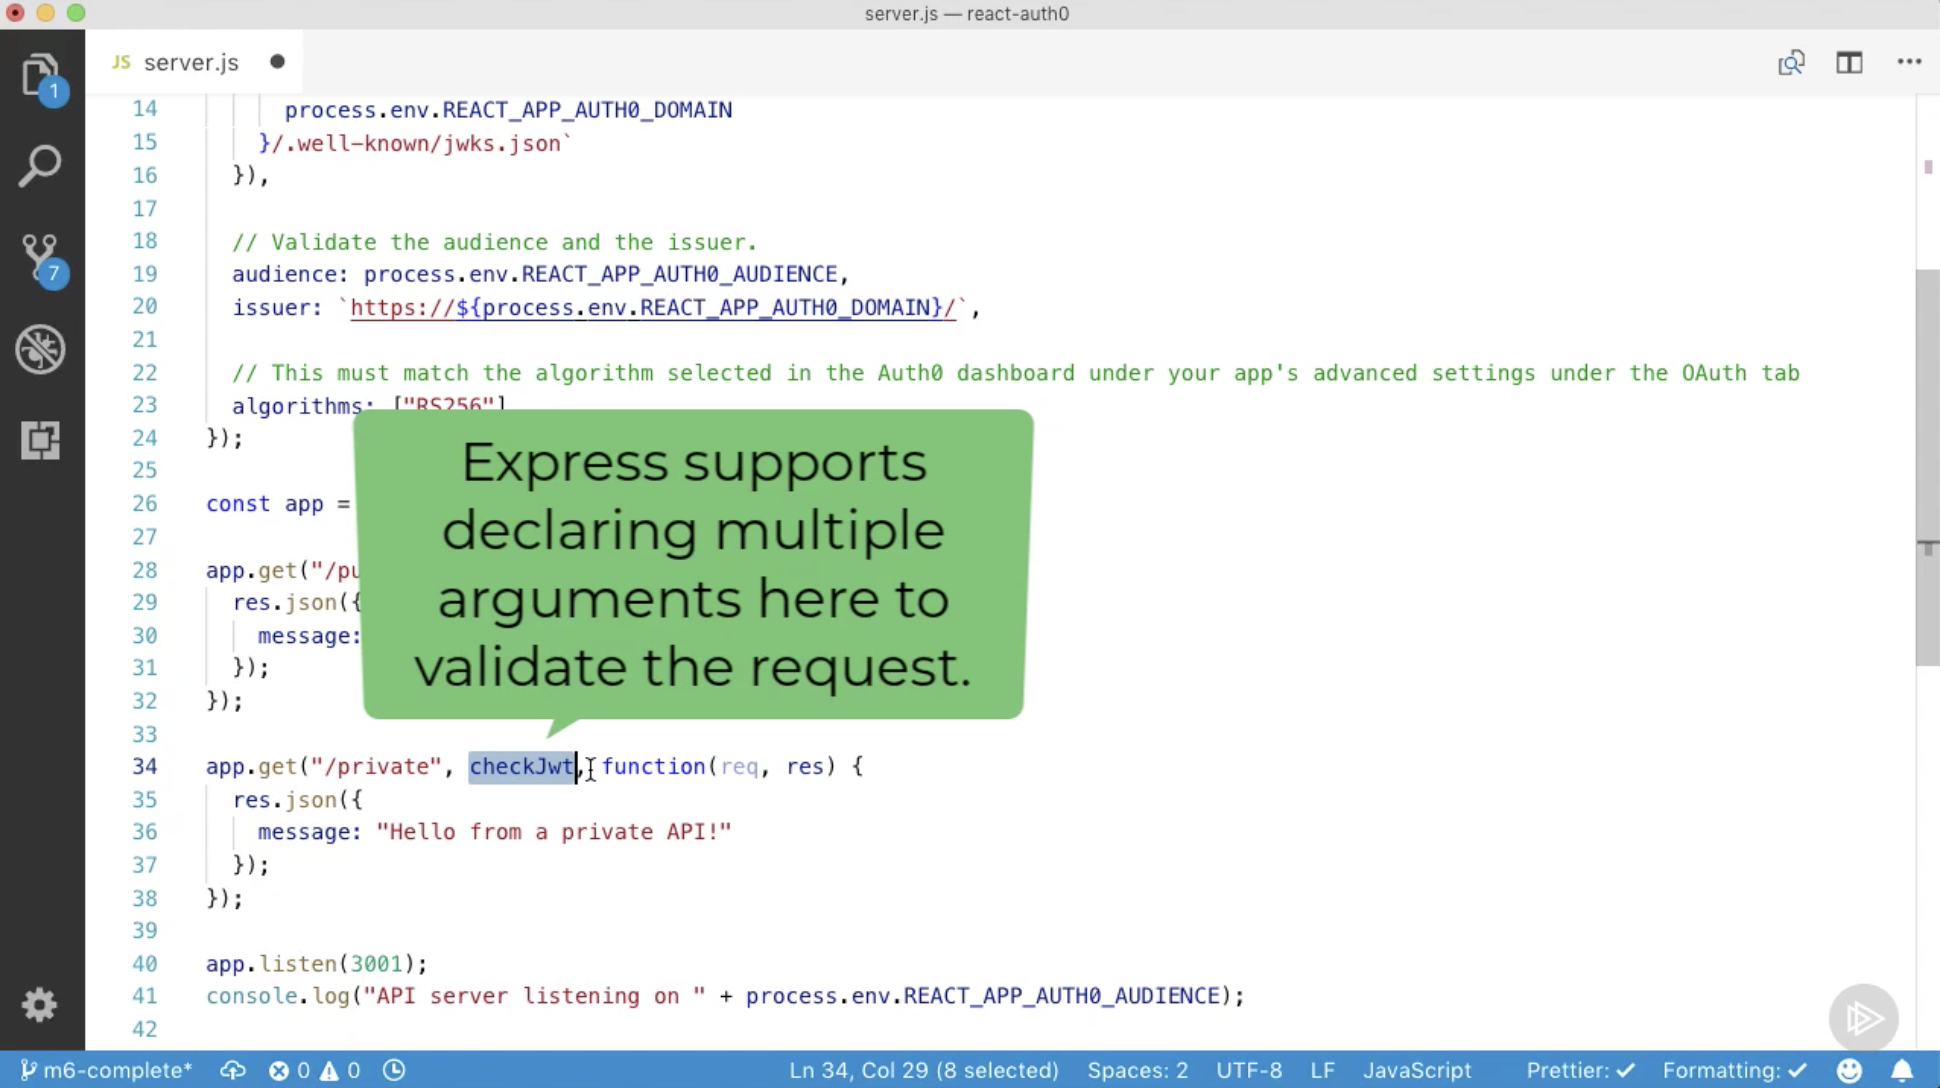 server.js — react-auth0
JS server.js
1
14 process.env.REACT_APP_AUTH0_DOMAIN
15 }/.well-known/jwks.json`
16 }),
17
18 // Validate the audience and the issuer.
19 audience: process.env.REACT_APP_AUTH0_AUDIENCE,
20 issuer: `https://${process.env.REACT_APP_AUTH0_DOMAIN}/`,
7
21
22 // This must match the algorithm selected in the Auth0 dashboard under your app's advanced settings under the OAuth tab
23 algorithms: ["RS256"]
24 });
25
26 const app =
27
28 app.get("/pu
29 res.json({
30 message:
31 });
32 });
33
Express supports
declaring multiple
arguments here to
validate the request.
34 app.get("/private", checkJwt, function(req, res) {
35 res.json({
36 message: "Hello from a private API!"
37 });
38 });
39
40 app.listen(3001);
41 console.log("API server listening on " + process.env.REACT_APP_AUTH0_AUDIENCE);
42
m6-complete* 0 0 Ln 34, Col 29 (8 selected) Spaces: 2 UTF-8 LF JavaScript Prettier: ✓ Formatting: ✓